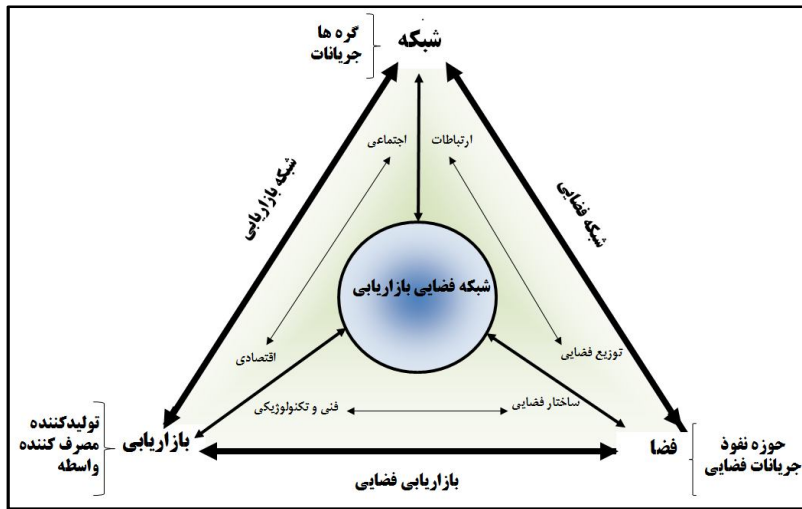 گره ها
جریانات
شبکه
اجتماعی
ارتباطات
شبکه بازاریابی
شبکه فضایی
شبکه فضایی بازاریابی
اقتصادی
توزیع فضایی
فنی و تکنولوژیکی
ساختار فضایی
تولیدکننده
مصرف کننده
واسطه
بازاریابی
فضا
حوزه نفوذ
جریانات فضایی
بازاریابی فضایی